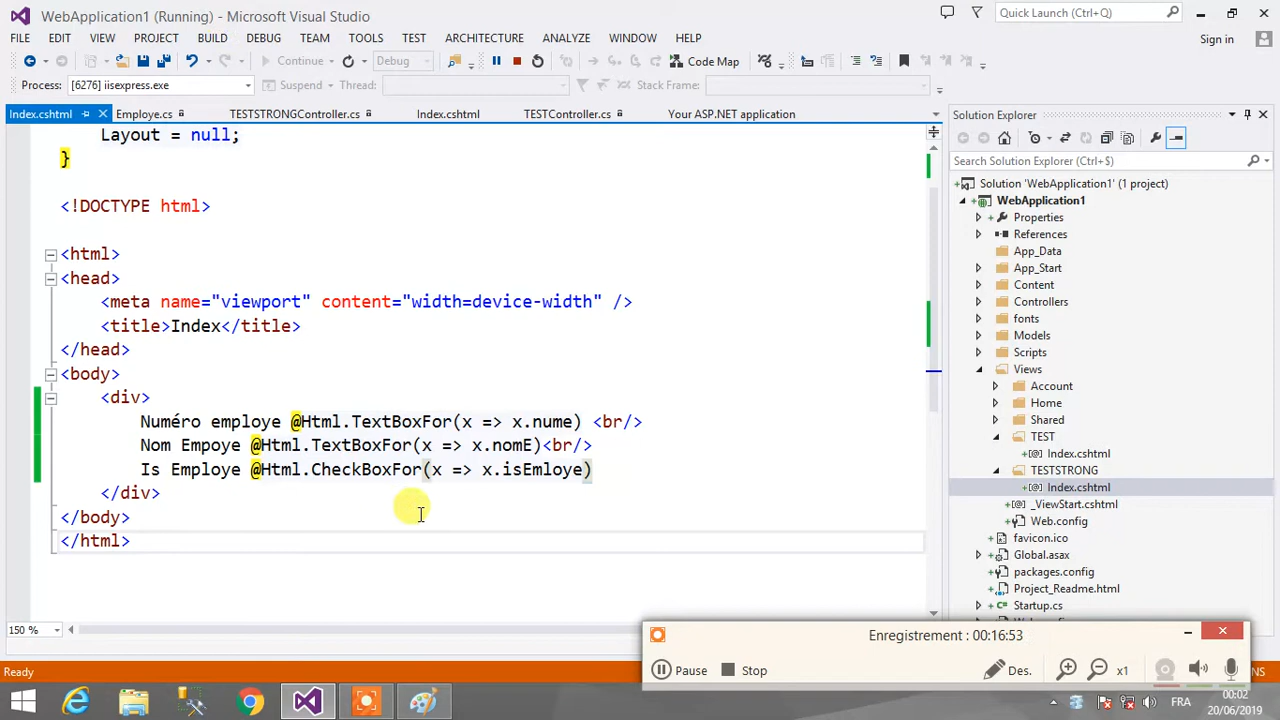 WebApplication1 (Running) - Microsoft Visual Studio
Quick Launch (Ctrl+Q)
FILE EDIT VIEW PROJECT BUILD DEBUG TEAM TOOLS TEST ARCHITECTURE ANALYZE WINDOW HELP
Sign in
Continue Debug Code Map
Process: [6276] iisexpress.exe Suspend Thread: Stack Frame:
Index.cshtml Employe.cs TESTSTRONGController.cs Index.cshtml TESTController.cs Your ASP.NET application
Layout = null;
}
<!DOCTYPE html>
<html>
<head>
<meta name="viewport" content="width=device-width" />
<title>Index</title>
</head>
<body>
<div>
Numéro employe @Html.TextBoxFor(x => x.nume) <br/>
Nom Empoye @Html.TextBoxFor(x => x.nomE)<br/>
Is Employe @Html.CheckBoxFor(x => x.isEmloye)
</div>
</body>
</html>
150 %
Ready
Solution Explorer
Search Solution Explorer (Ctrl+$)
Solution 'WebApplication1' (1 project)
WebApplication1
Properties
References
App_Data
App_Start
Content
Controllers
fonts
Models
Scripts
Views
Account
Home
Shared
TEST
Index.cshtml
TESTSTRONG
Index.cshtml
_ViewStart.cshtml
Web.config
favicon.ico
Global.asax
packages.config
Project_Readme.html
Startup.cs
Enregistrement : 00:16:53
Pause Stop Des. x1
NS
FRA
00:02
20/06/2019